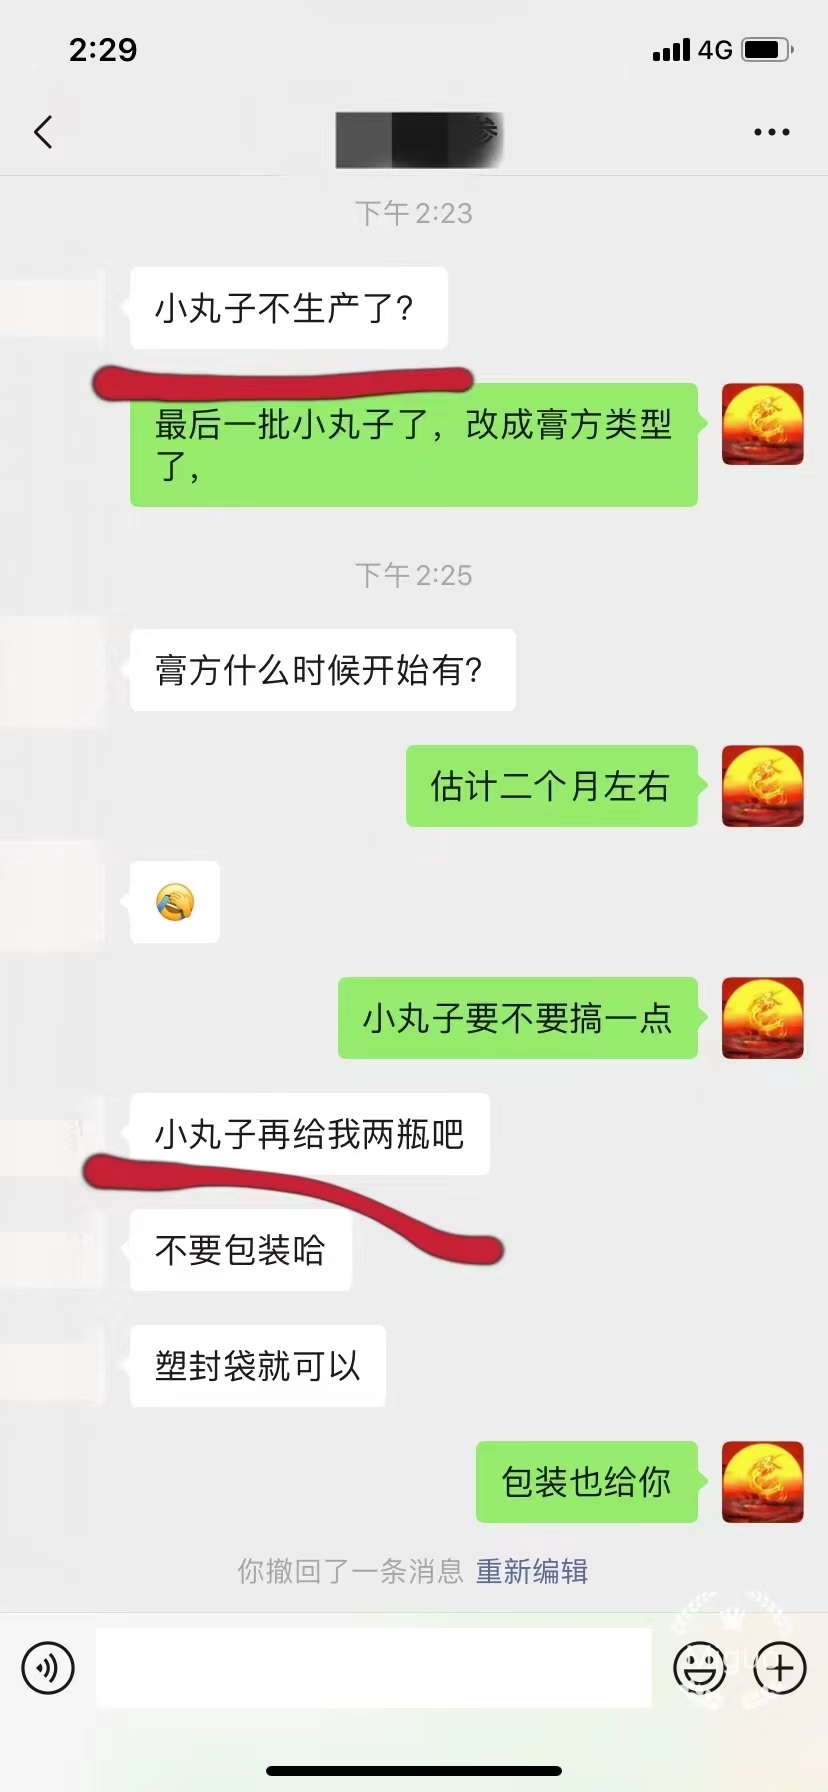 2:29
4G
下午 2:23
小丸子不生产了?
最后一批小丸子了，改成膏方类型
了，
下午 2:25
膏方什么时候开始有?
估计二个月左右
小丸子要不要搞一点
小丸子再给我两瓶吧
不要包装哈
塑封袋就可以
包装也给你
你撤回了一条消息 重新编辑